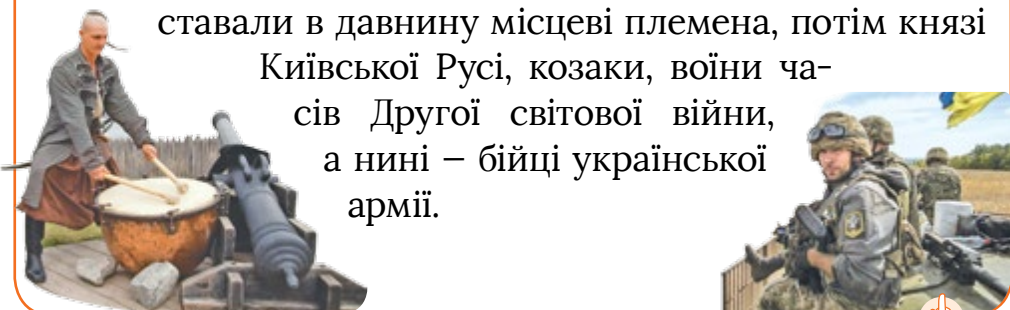 ставали в давнину місцеві племена, потім князі
Київської Русі, козаки, воїни ча-
сів Другої світової війни,
а нині – бійці української
армії.